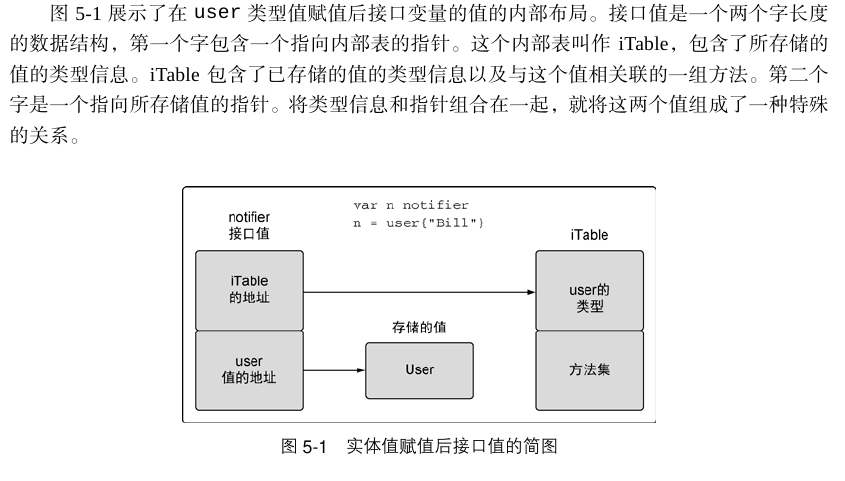 图 5-1 展示了在 user 类型值赋值后接口变量的值的内部布局。接口值是一个两个字长度
的数据结构，第一个字包含一个指向内部表的指针。这个内部表叫作 iTable，包含了所存储的
值的类型信息。iTable 包含了已存储的值的类型信息以及与这个值相关联的一组方法。第二个
字是一个指向所存储值的指针。将类型信息和指针组合在一起，就将这两个值组成了一种特殊
的关系。
var n notifier
n = user{"Bill"}
notifier
接口值
iTable
iTable
的地址
user的
类型
存储的值
user
值的地址
User
方法集
图 5-1 实体值赋值后接口值的简图